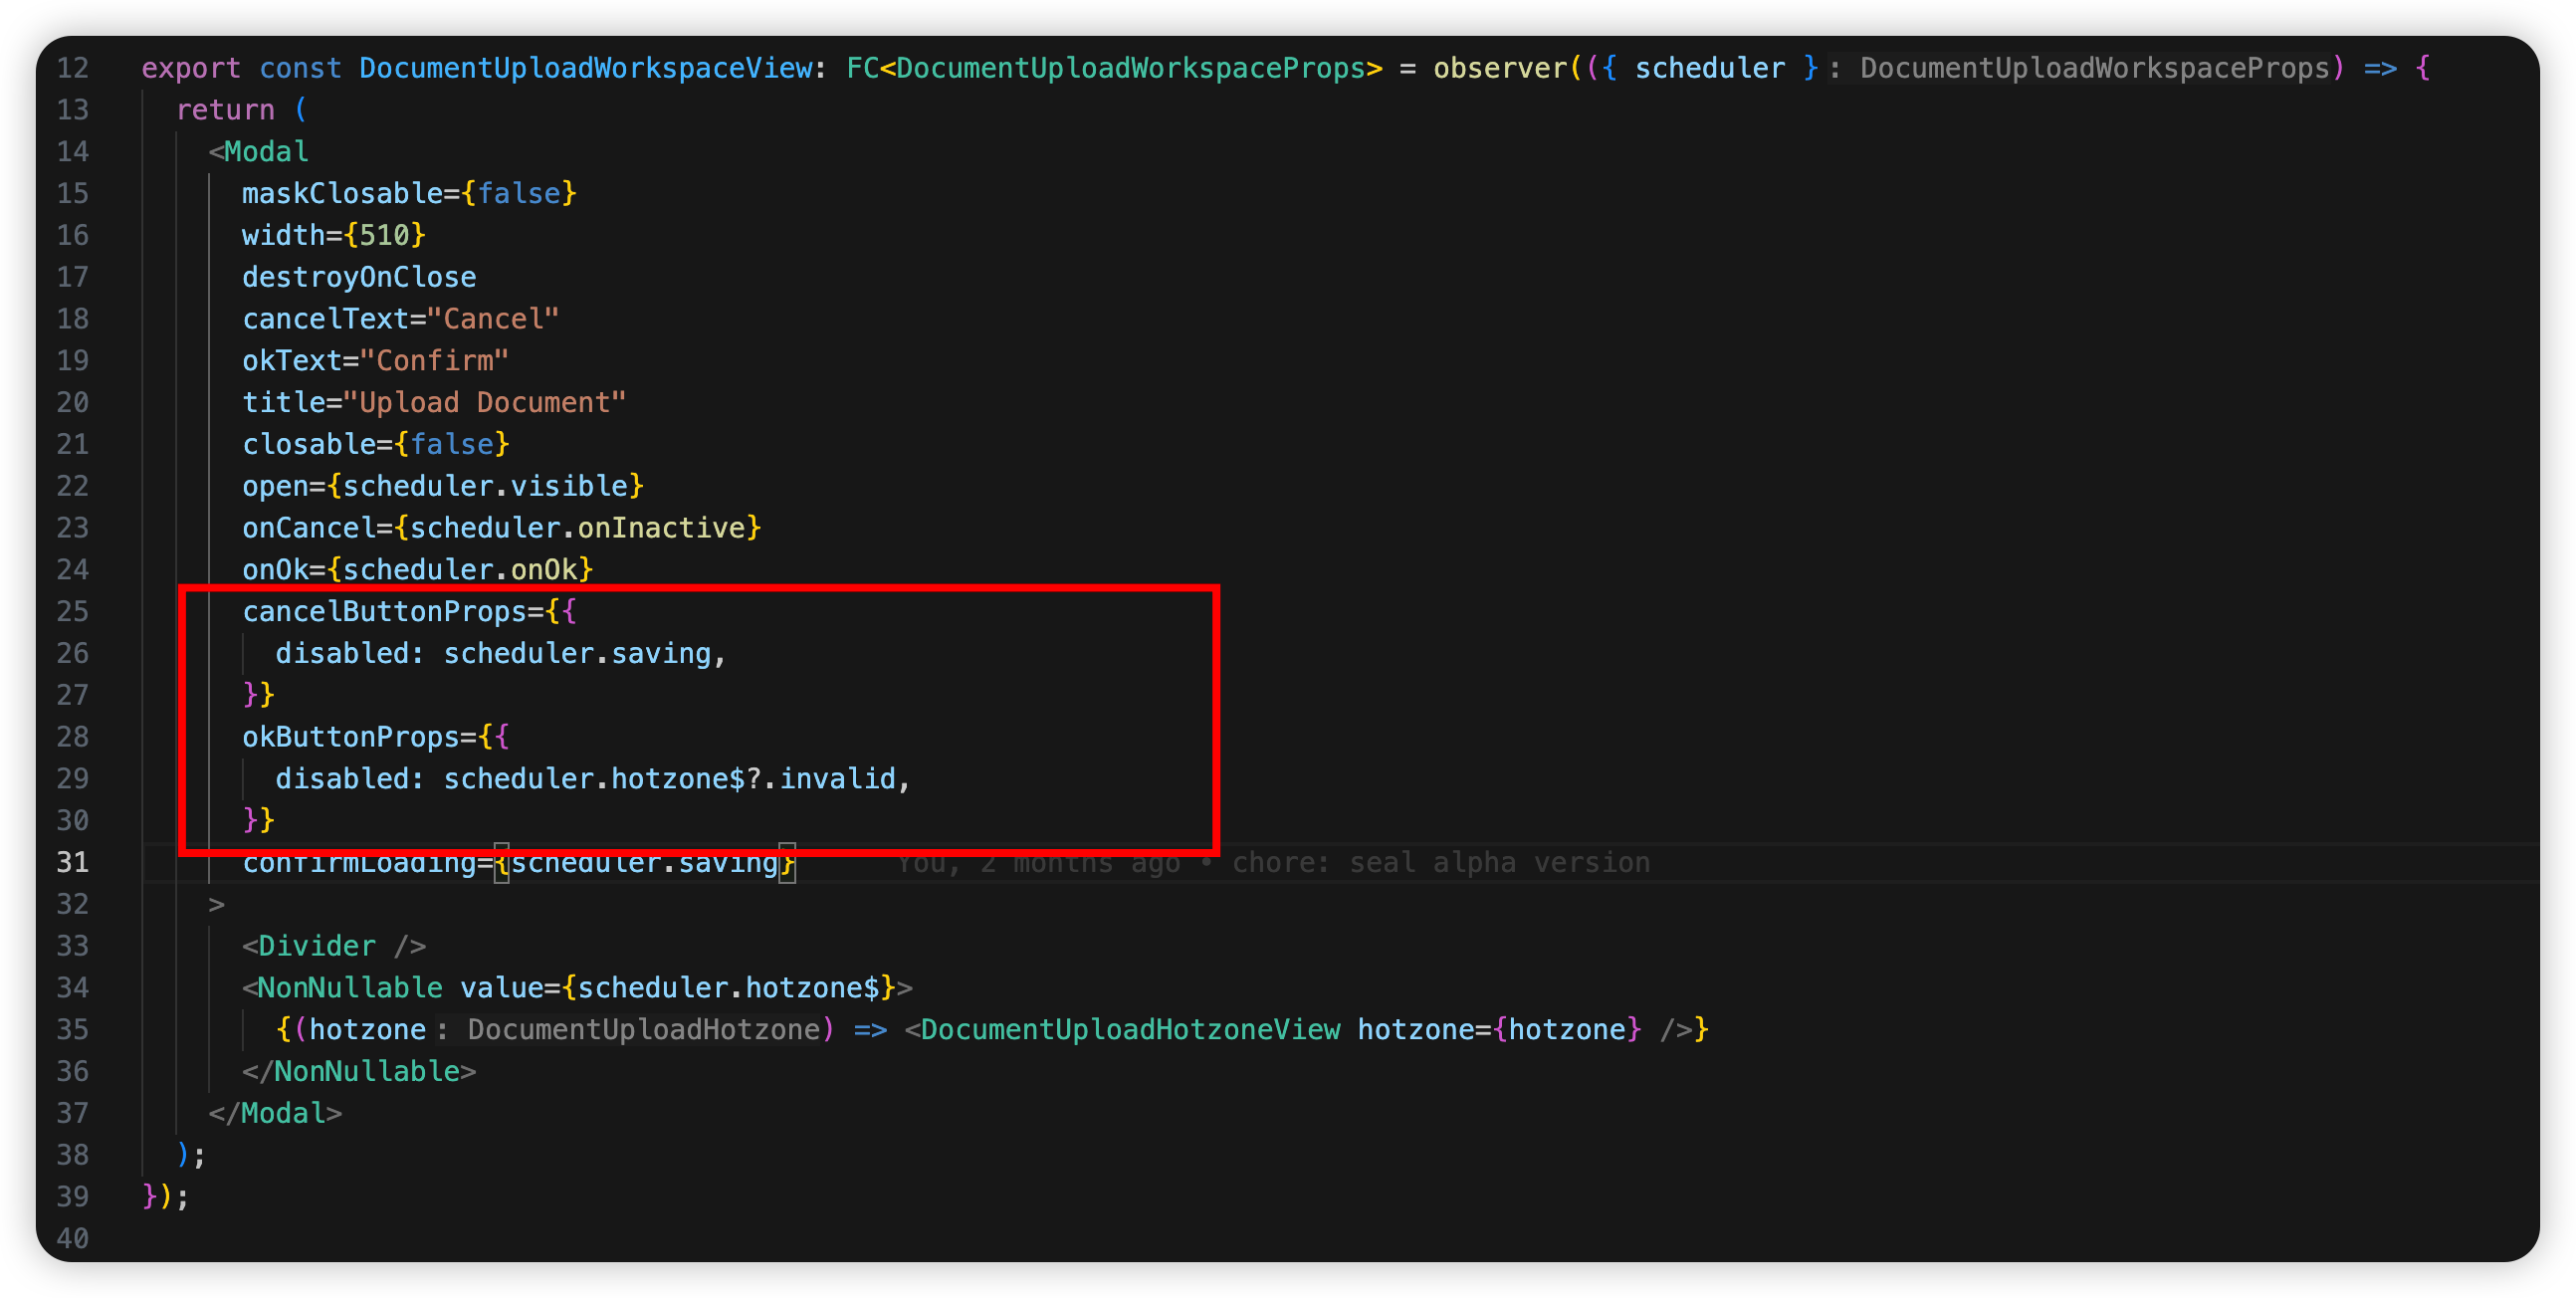 12 export const DocumentUploadWorkspaceView: FC<DocumentUploadWorkspaceProps> = observer(({ scheduler }: DocumentUploadWorkspaceProps) => {
13 return (
14 <Modal
15 maskClosable={false}
16 width={510}
17 destroyOnClose
18 cancelText="Cancel"
19 okText="Confirm"
20 title="Upload Document"
21 closable={false}
22 open={scheduler.visible}
23 onCancel={scheduler.onInactive}
24 onOk={scheduler.onOk}
25 cancelButtonProps={{
26 disabled: scheduler.saving,
27 }}
28 okButtonProps={{
29 disabled: scheduler.hotzone$?.invalid,
30 }}
31 confirmLoading={scheduler.saving} You, 2 months ago • chore: seal alpha version
32 >
33 <Divider />
34 <NonNullable value={scheduler.hotzone$}>
35 {(hotzone: DocumentUploadHotzone) => <DocumentUploadHotzoneView hotzone={hotzone} />}
36 </NonNullable>
37 </Modal>
38 );
39 });
40